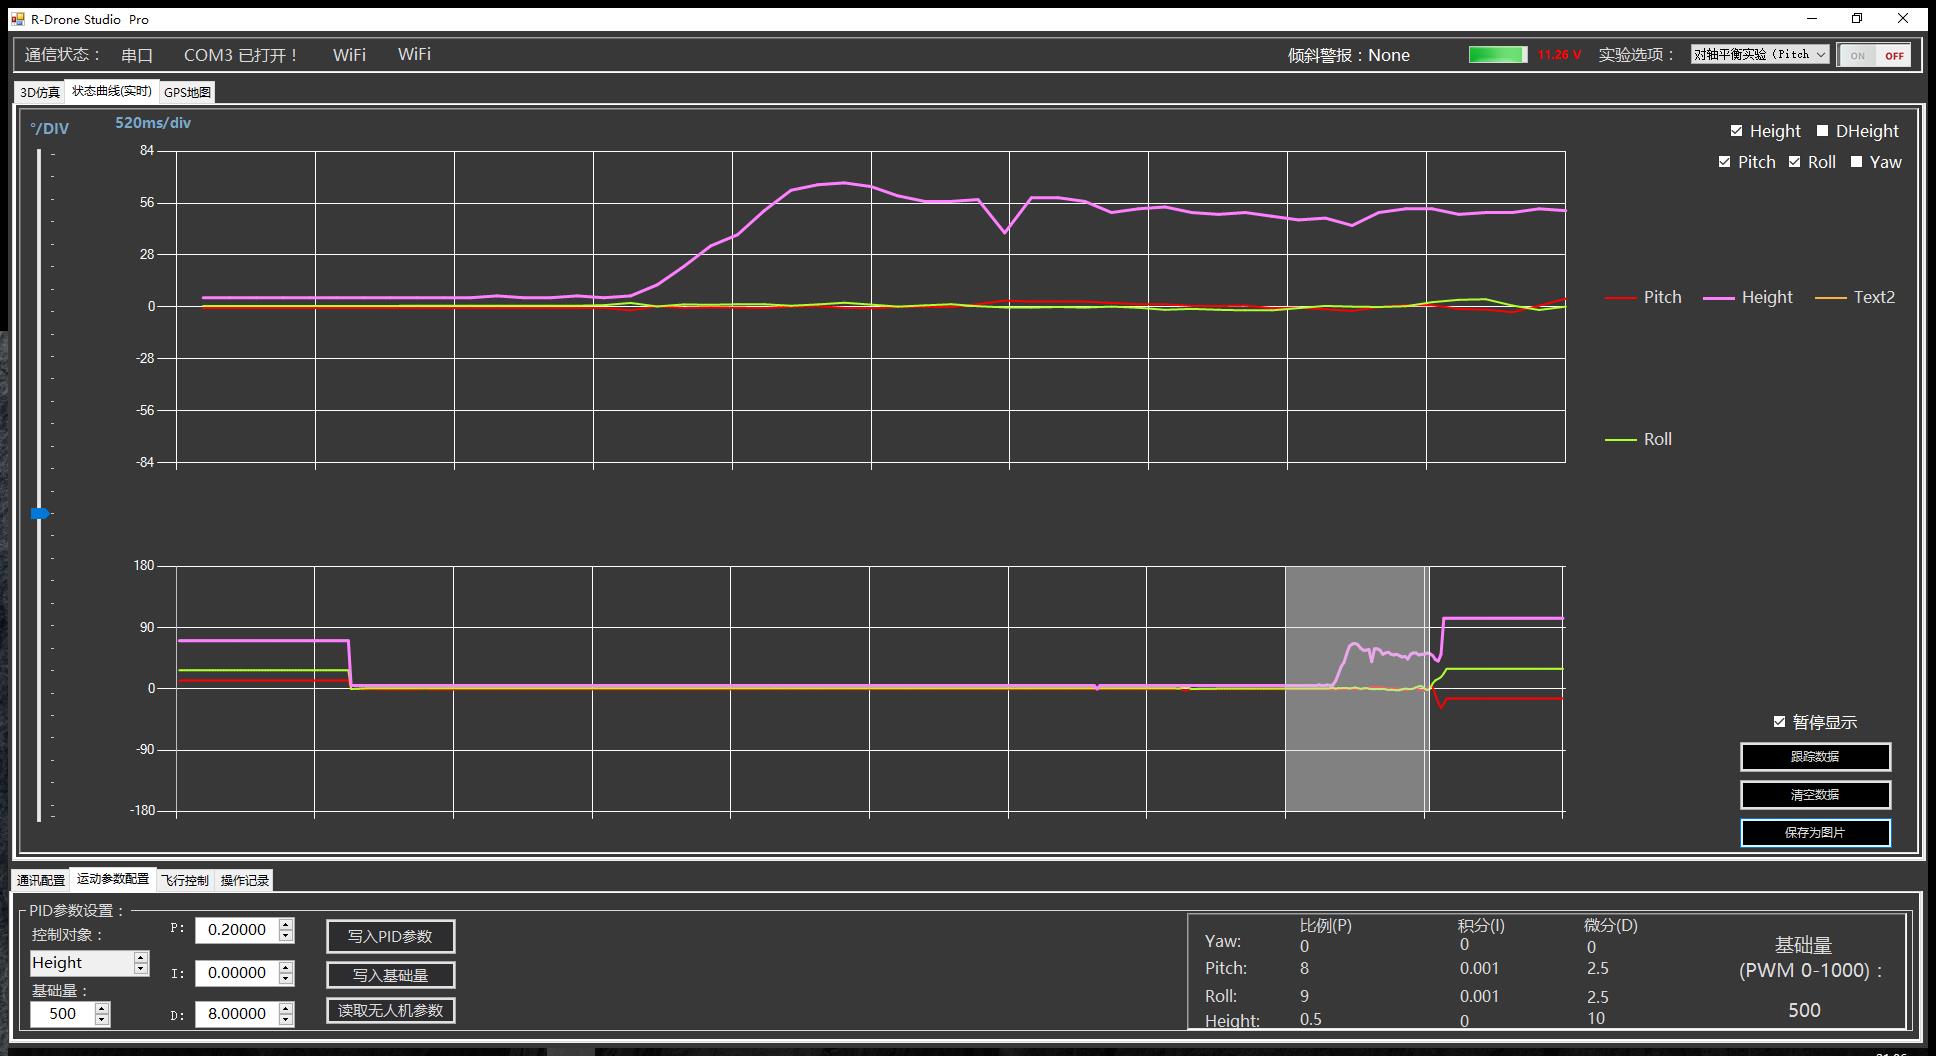 R-Drone Studio Pro
通信状态： 串口 COM3 已打开！ WiFi WiFi 倾斜警报：None 11.26 V 实验选项： 对轴平衡实验（Pitch ON OFF
3D仿真 状态曲线(实时) GPS地图
°/DIV 520ms/div
Height DHeight
Pitch Roll Yaw
84
56
28
0
-28
-56
-84
Pitch Height Text2
Roll
180
90
0
-90
-180
暂停显示
跟踪数据
清空数据
保存为图片
通讯配置 运动参数配置 飞行控制 操作记录
PID参数设置：
控制对象：
Height
基础量：
500
P: 0.20000
I: 0.00000
D: 8.00000
写入PID参数
写入基础量
读取无人机参数
比例(P) 积分(I) 微分(D)
Yaw: 0 0 0
Pitch: 8 0.001 2.5
Roll: 9 0.001 2.5
Height: 0.5 0 10
基础量
(PWM 0-1000)：
500